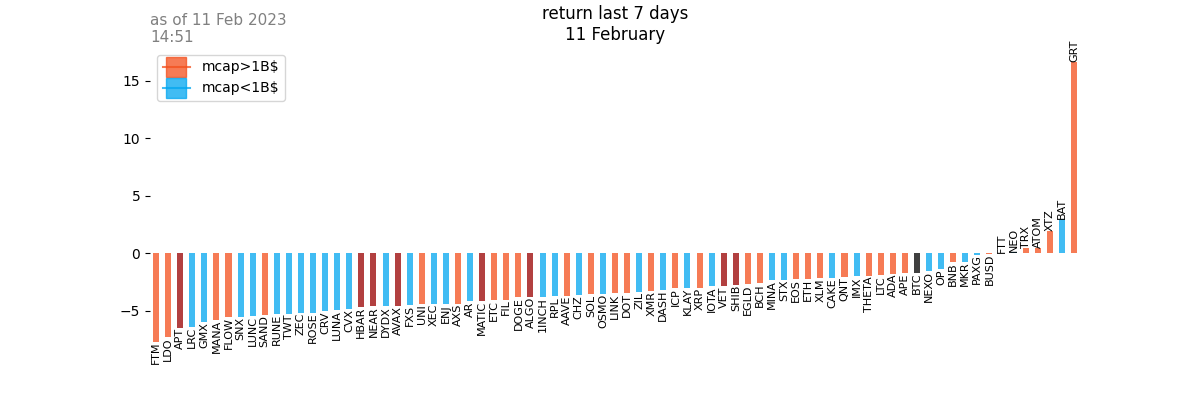 as of 11 Feb 2023
14:51
return last 7 days
11 February
mcap>1B$
mcap<1B$
15
10
5
0
−5
FTM
LDO
APT
LRC
GMX
MANA
FLOW
SNX
LUNC
SAND
RUNE
TWT
ZEC
ROSE
CRV
LUNA
CVX
HBAR
NEAR
DYDX
AVAX
FXS
UNI
XEC
ENJ
AXS
AR
MATIC
ETC
FIL
DOGE
ALGO
1INCH
RPL
AAVE
CHZ
SOL
OSMO
LINK
DOT
ZIL
XMR
DASH
ICP
KLAY
XRP
IOTA
VET
SHIB
EGLD
BCH
MINA
STX
EOS
ETH
XLM
CAKE
QNT
IMX
THETA
LTC
ADA
APE
BTC
NEXO
OP
BNB
MKR
PAXG
BUSD
FTT
NEO
TRX
ATOM
XTZ
BAT
GRT